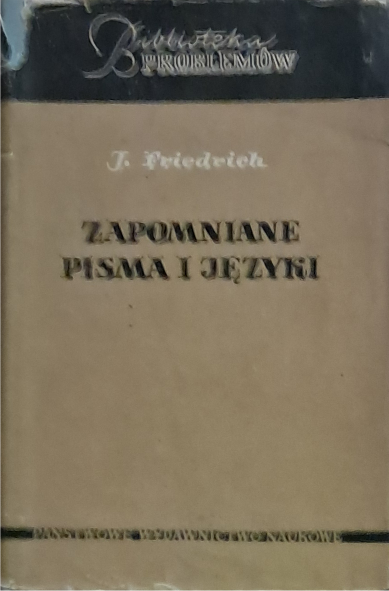 Biblioteka
PROBLEMÓW
J. Friedrich
ZAPOMNIANE
PISMA I JĘZYKI
PAŃSTWOWE WYDAWNICTWO NAUKOWE